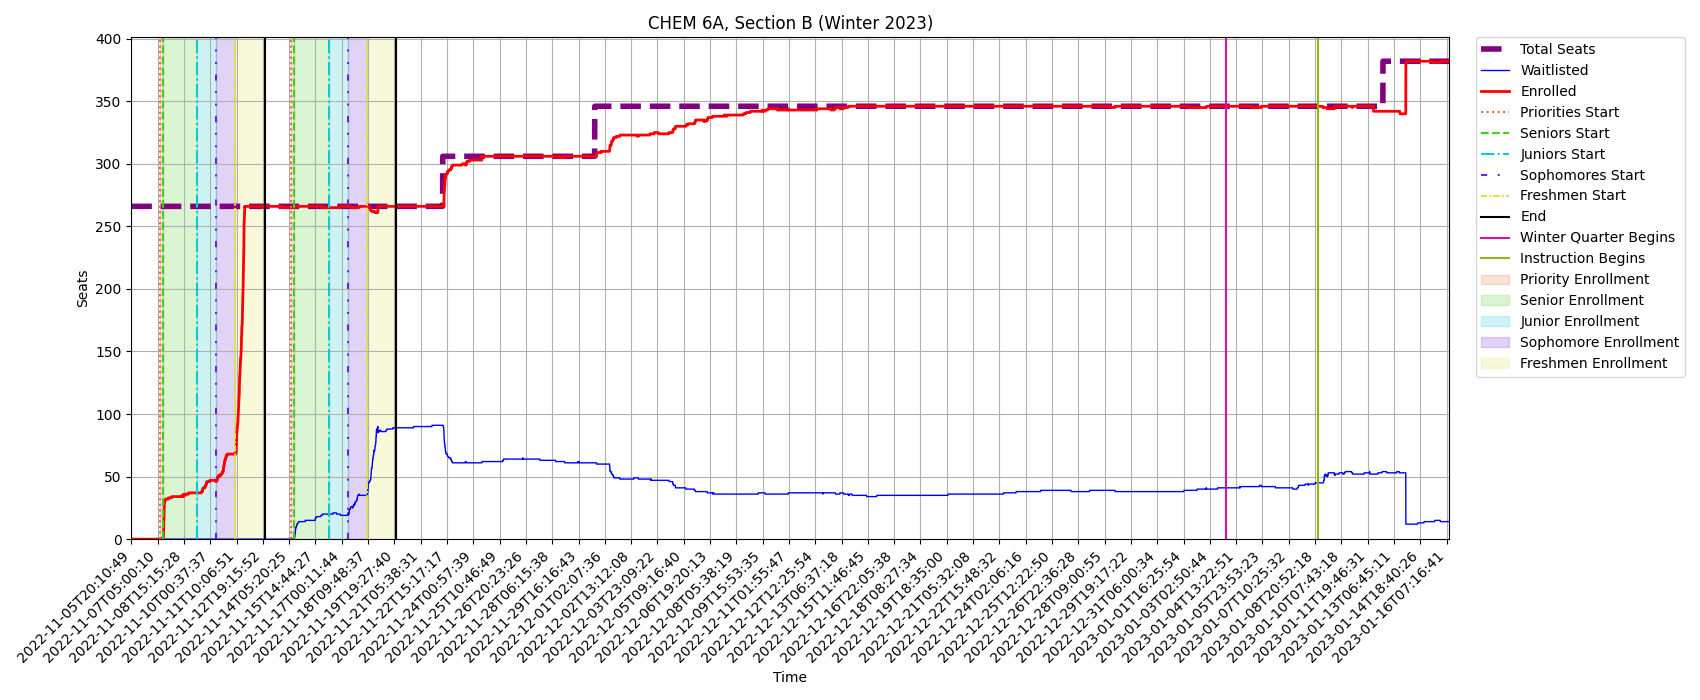 CHEM 6A, Section B (Winter 2023)
Seats
400
350
300
250
200
150
100
50
0
2022-11-05T20:10:49
2022-11-07T05:00:10
2022-11-08T15:15:28
2022-11-10T00:37:37
2022-11-11T10:06:51
2022-11-12T19:15:52
2022-11-14T05:20:25
2022-11-15T14:44:27
2022-11-17T00:11:44
2022-11-18T09:48:37
2022-11-19T19:27:40
2022-11-21T05:38:31
2022-11-22T15:17:17
2022-11-24T00:57:39
2022-11-25T10:46:49
2022-11-26T20:23:26
2022-11-28T06:15:38
2022-11-29T16:16:43
2022-12-01T02:07:36
2022-12-02T13:12:08
2022-12-03T23:09:22
2022-12-05T09:16:40
2022-12-06T19:20:13
2022-12-08T05:38:19
2022-12-09T15:53:35
2022-12-11T01:55:47
2022-12-12T12:25:54
2022-12-13T06:37:18
2022-12-15T11:46:45
2022-12-16T22:05:38
2022-12-18T08:27:34
2022-12-19T18:35:00
2022-12-21T05:32:08
2022-12-22T15:48:32
2022-12-24T02:06:16
2022-12-25T12:22:50
2022-12-26T22:36:28
2022-12-28T09:00:55
2022-12-29T19:17:22
2022-12-31T06:00:34
2023-01-01T16:25:54
2023-01-03T02:50:44
2023-01-04T13:22:51
2023-01-05T23:53:23
2023-01-07T10:25:32
2023-01-08T20:52:18
2023-01-10T07:43:18
2023-01-11T19:46:31
2023-01-13T06:45:11
2023-01-14T18:40:26
2023-01-16T07:16:41
Time
Total Seats
Waitlisted
Enrolled
Priorities Start
Seniors Start
Juniors Start
Sophomores Start
Freshmen Start
End
Winter Quarter Begins
Instruction Begins
Priority Enrollment
Senior Enrollment
Junior Enrollment
Sophomore Enrollment
Freshmen Enrollment